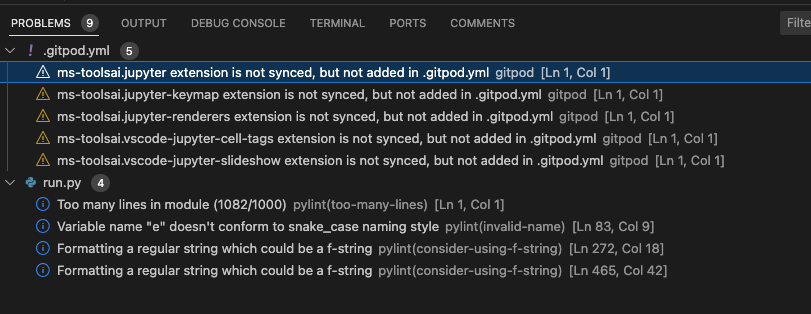 PROBLEMS 9 OUTPUT DEBUG CONSOLE TERMINAL PORTS COMMENTS Filte
! .gitpod.yml 5
ms-toolsai.jupyter extension is not synced, but not added in .gitpod.yml gitpod [Ln 1, Col 1]
ms-toolsai.jupyter-keymap extension is not synced, but not added in .gitpod.yml gitpod [Ln 1, Col 1]
ms-toolsai.jupyter-renderers extension is not synced, but not added in .gitpod.yml gitpod [Ln 1, Col 1]
ms-toolsai.vscode-jupyter-cell-tags extension is not synced, but not added in .gitpod.yml gitpod [Ln 1, Col 1]
ms-toolsai.vscode-jupyter-slideshow extension is not synced, but not added in .gitpod.yml gitpod [Ln 1, Col 1]
run.py 4
Too many lines in module (1082/1000) pylint(too-many-lines) [Ln 1, Col 1]
Variable name "e" doesn't conform to snake_case naming style pylint(invalid-name) [Ln 83, Col 9]
Formatting a regular string which could be a f-string pylint(consider-using-f-string) [Ln 272, Col 18]
Formatting a regular string which could be a f-string pylint(consider-using-f-string) [Ln 465, Col 42]